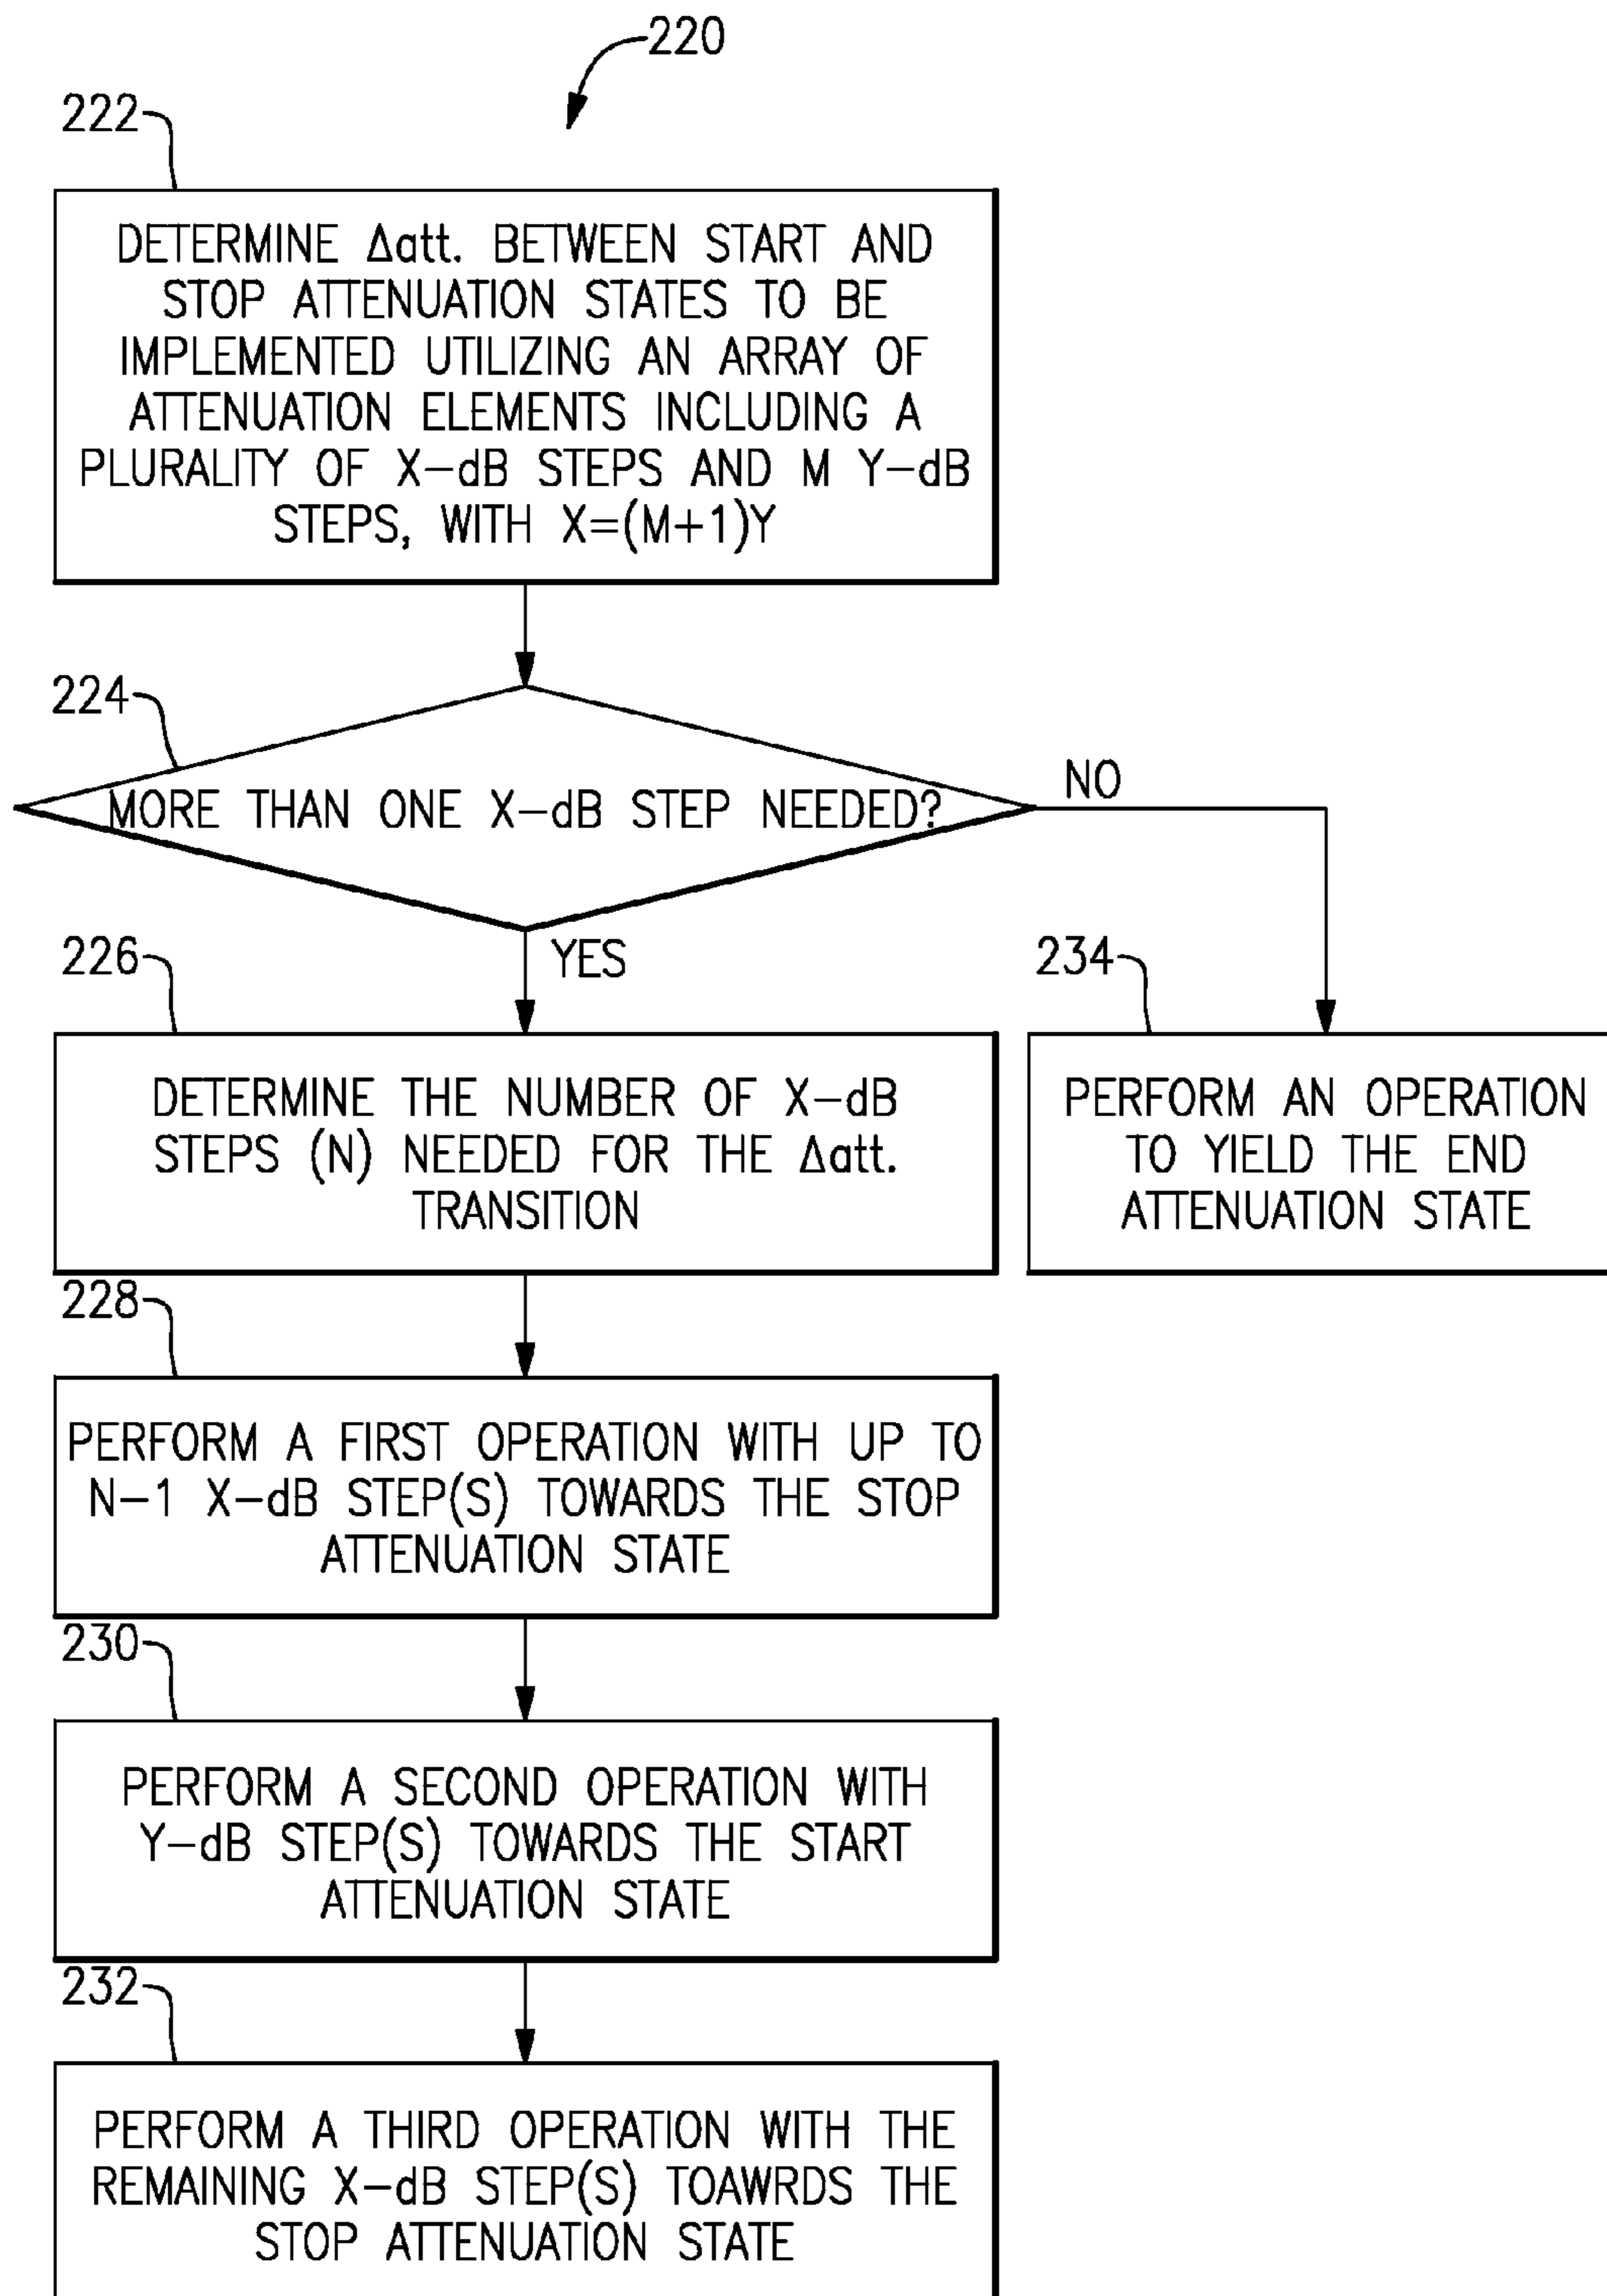 220
222
DETERMINE Δatt. BETWEEN START AND
STOP ATTENUATION STATES TO BE
IMPLEMENTED UTILIZING AN ARRAY OF
ATTENUATION ELEMENTS INCLUDING A
PLURALITY OF X-dB STEPS AND M Y-dB
STEPS, WITH X=(M+1)Y
224
MORE THAN ONE X-dB STEP NEEDED?
NO
YES
226
DETERMINE THE NUMBER OF X-dB
STEPS (N) NEEDED FOR THE Δatt.
TRANSITION
234
PERFORM AN OPERATION
TO YIELD THE END
ATTENUATION STATE
228
PERFORM A FIRST OPERATION WITH UP TO
N-1 X-dB STEP(S) TOWARDS THE STOP
ATTENUATION STATE
230
PERFORM A SECOND OPERATION WITH
Y-dB STEP(S) TOWARDS THE START
ATTENUATION STATE
232
PERFORM A THIRD OPERATION WITH THE
REMAINING X-dB STEP(S) TOAWRDS THE
STOP ATTENUATION STATE